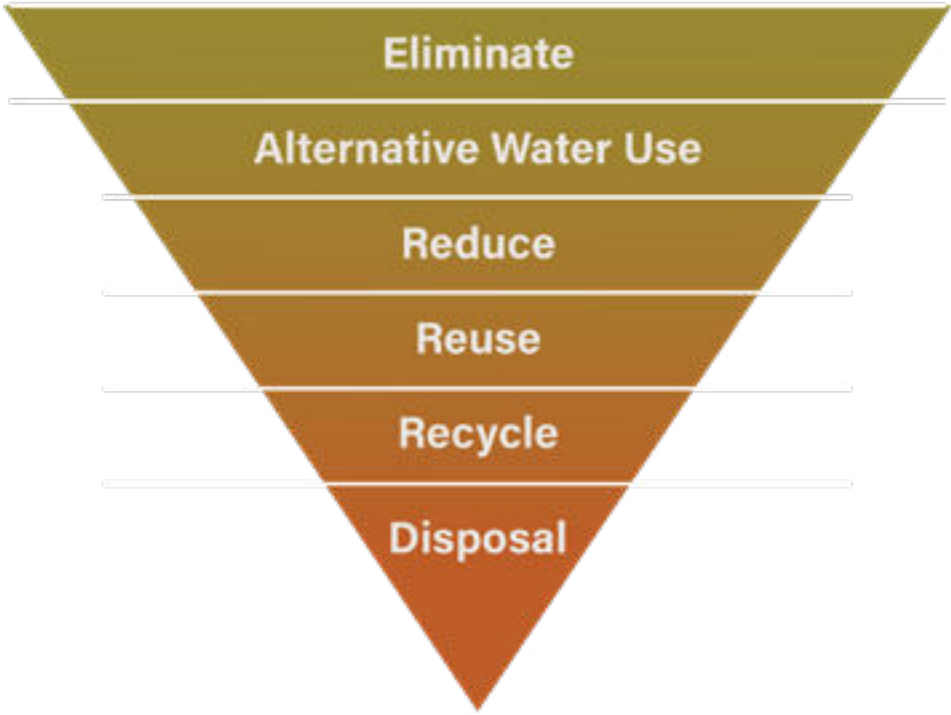 Eliminate
Alternative Water Use
Reduce
Reuse
Recycle
Disposal